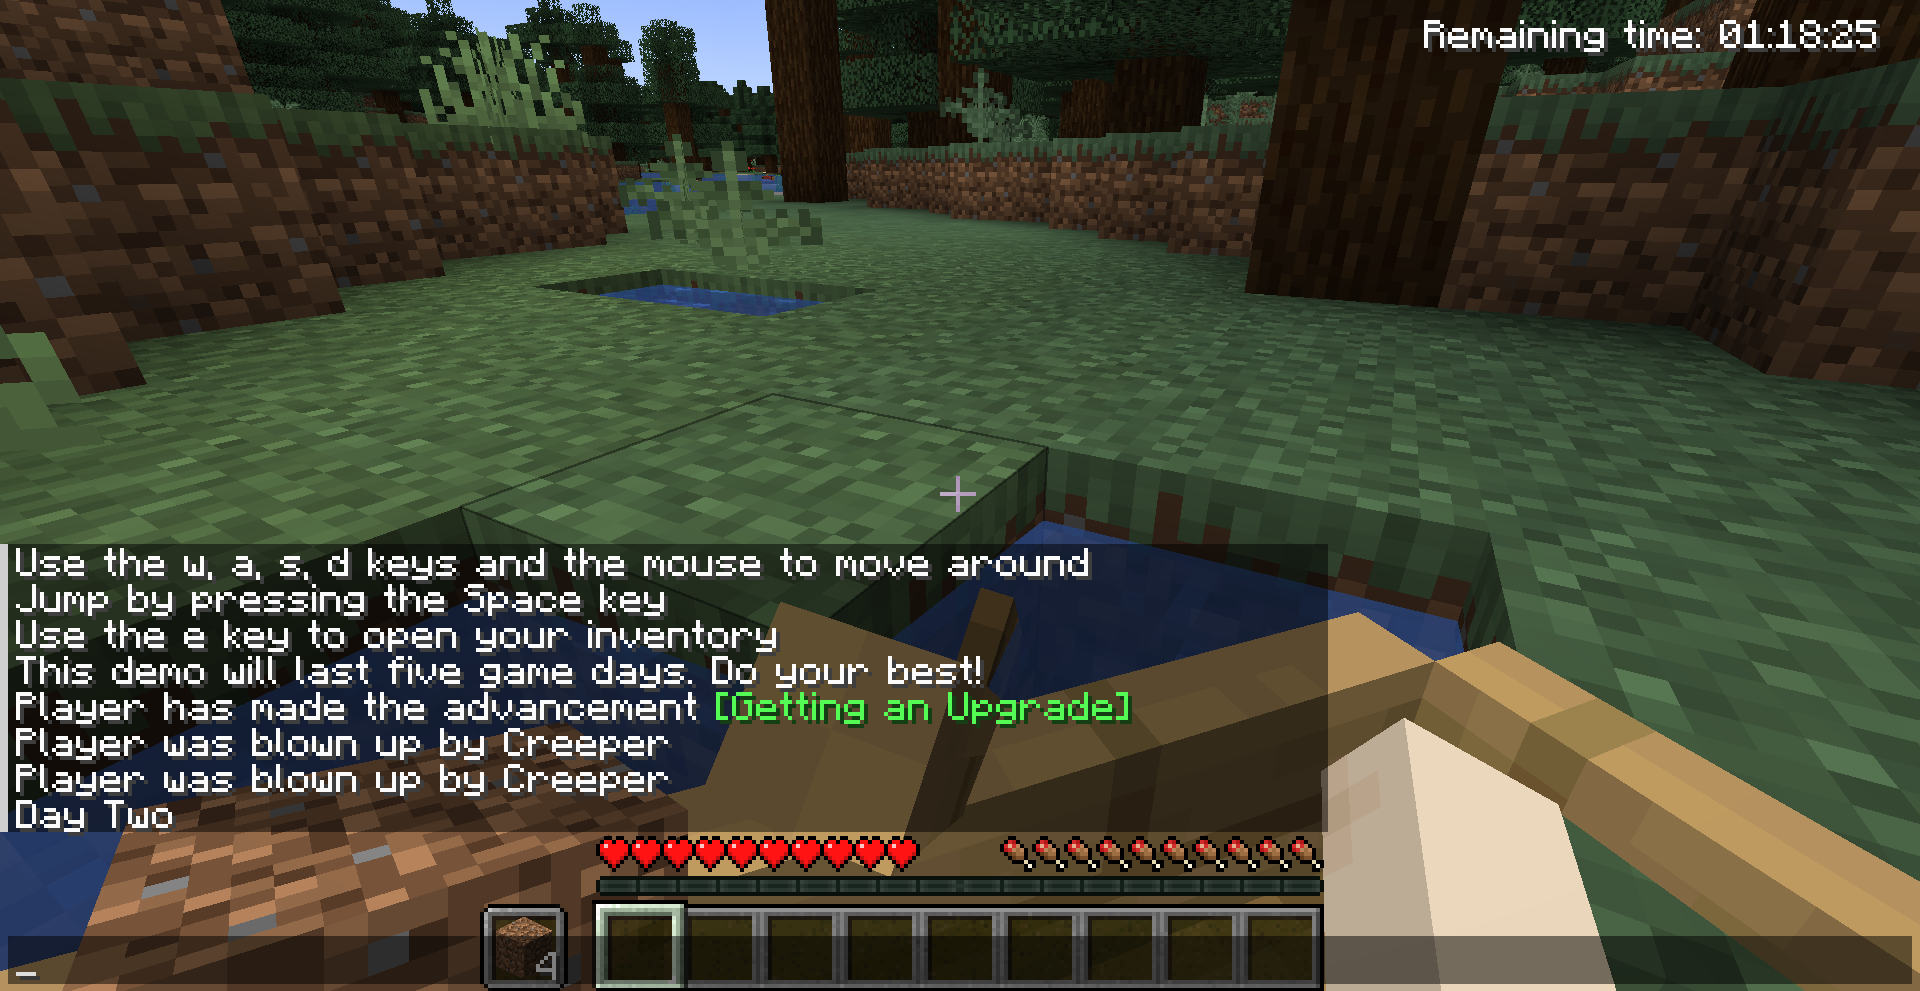 Remaining time: 01:18:25
Use the w, a, s, d keys and the mouse to move around
Jump by pressing the Space key
Use the e key to open your inventory
This demo will last five game days. Do your best!
Player has made the advancement [Getting an Upgrade]
Player was blown up by Creeper
Player was blown up by Creeper
Day Two
4
_